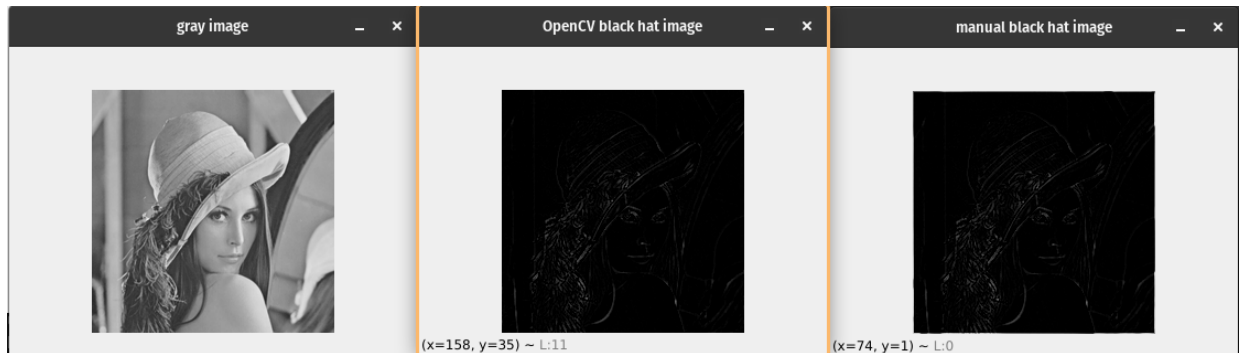 gray image
OpenCV black hat image
manual black hat image
(x=158, y=35) ~ L:11
(x=74, y=1) ~ L:0